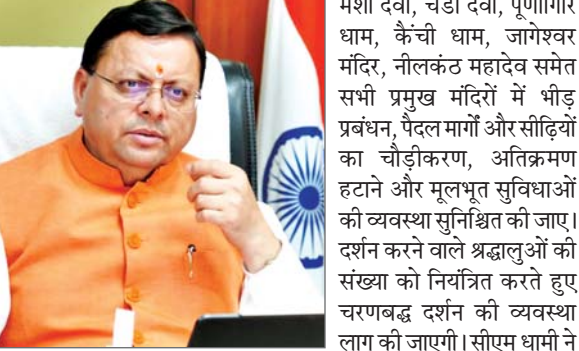 मंशा देवी, चंडी देवी, पूर्णागिरि
धाम, कैंची धाम, जागेश्वर
मंदिर, नीलकंठ महादेव समेत
सभी प्रमुख मंदिरों में भीड़
प्रबंधन, पैदल मार्गों और सीढ़ियों
का चौड़ीकरण, अतिक्रमण
हटाने और मूलभूत सुविधाओं
की व्यवस्था सुनिश्चित की जाए।
दर्शन करने वाले श्रद्धालुओं की
संख्या को नियंत्रित करते हुए
चरणबद्ध दर्शन की व्यवस्था
लागू की जाएगी। सीएम धामी ने